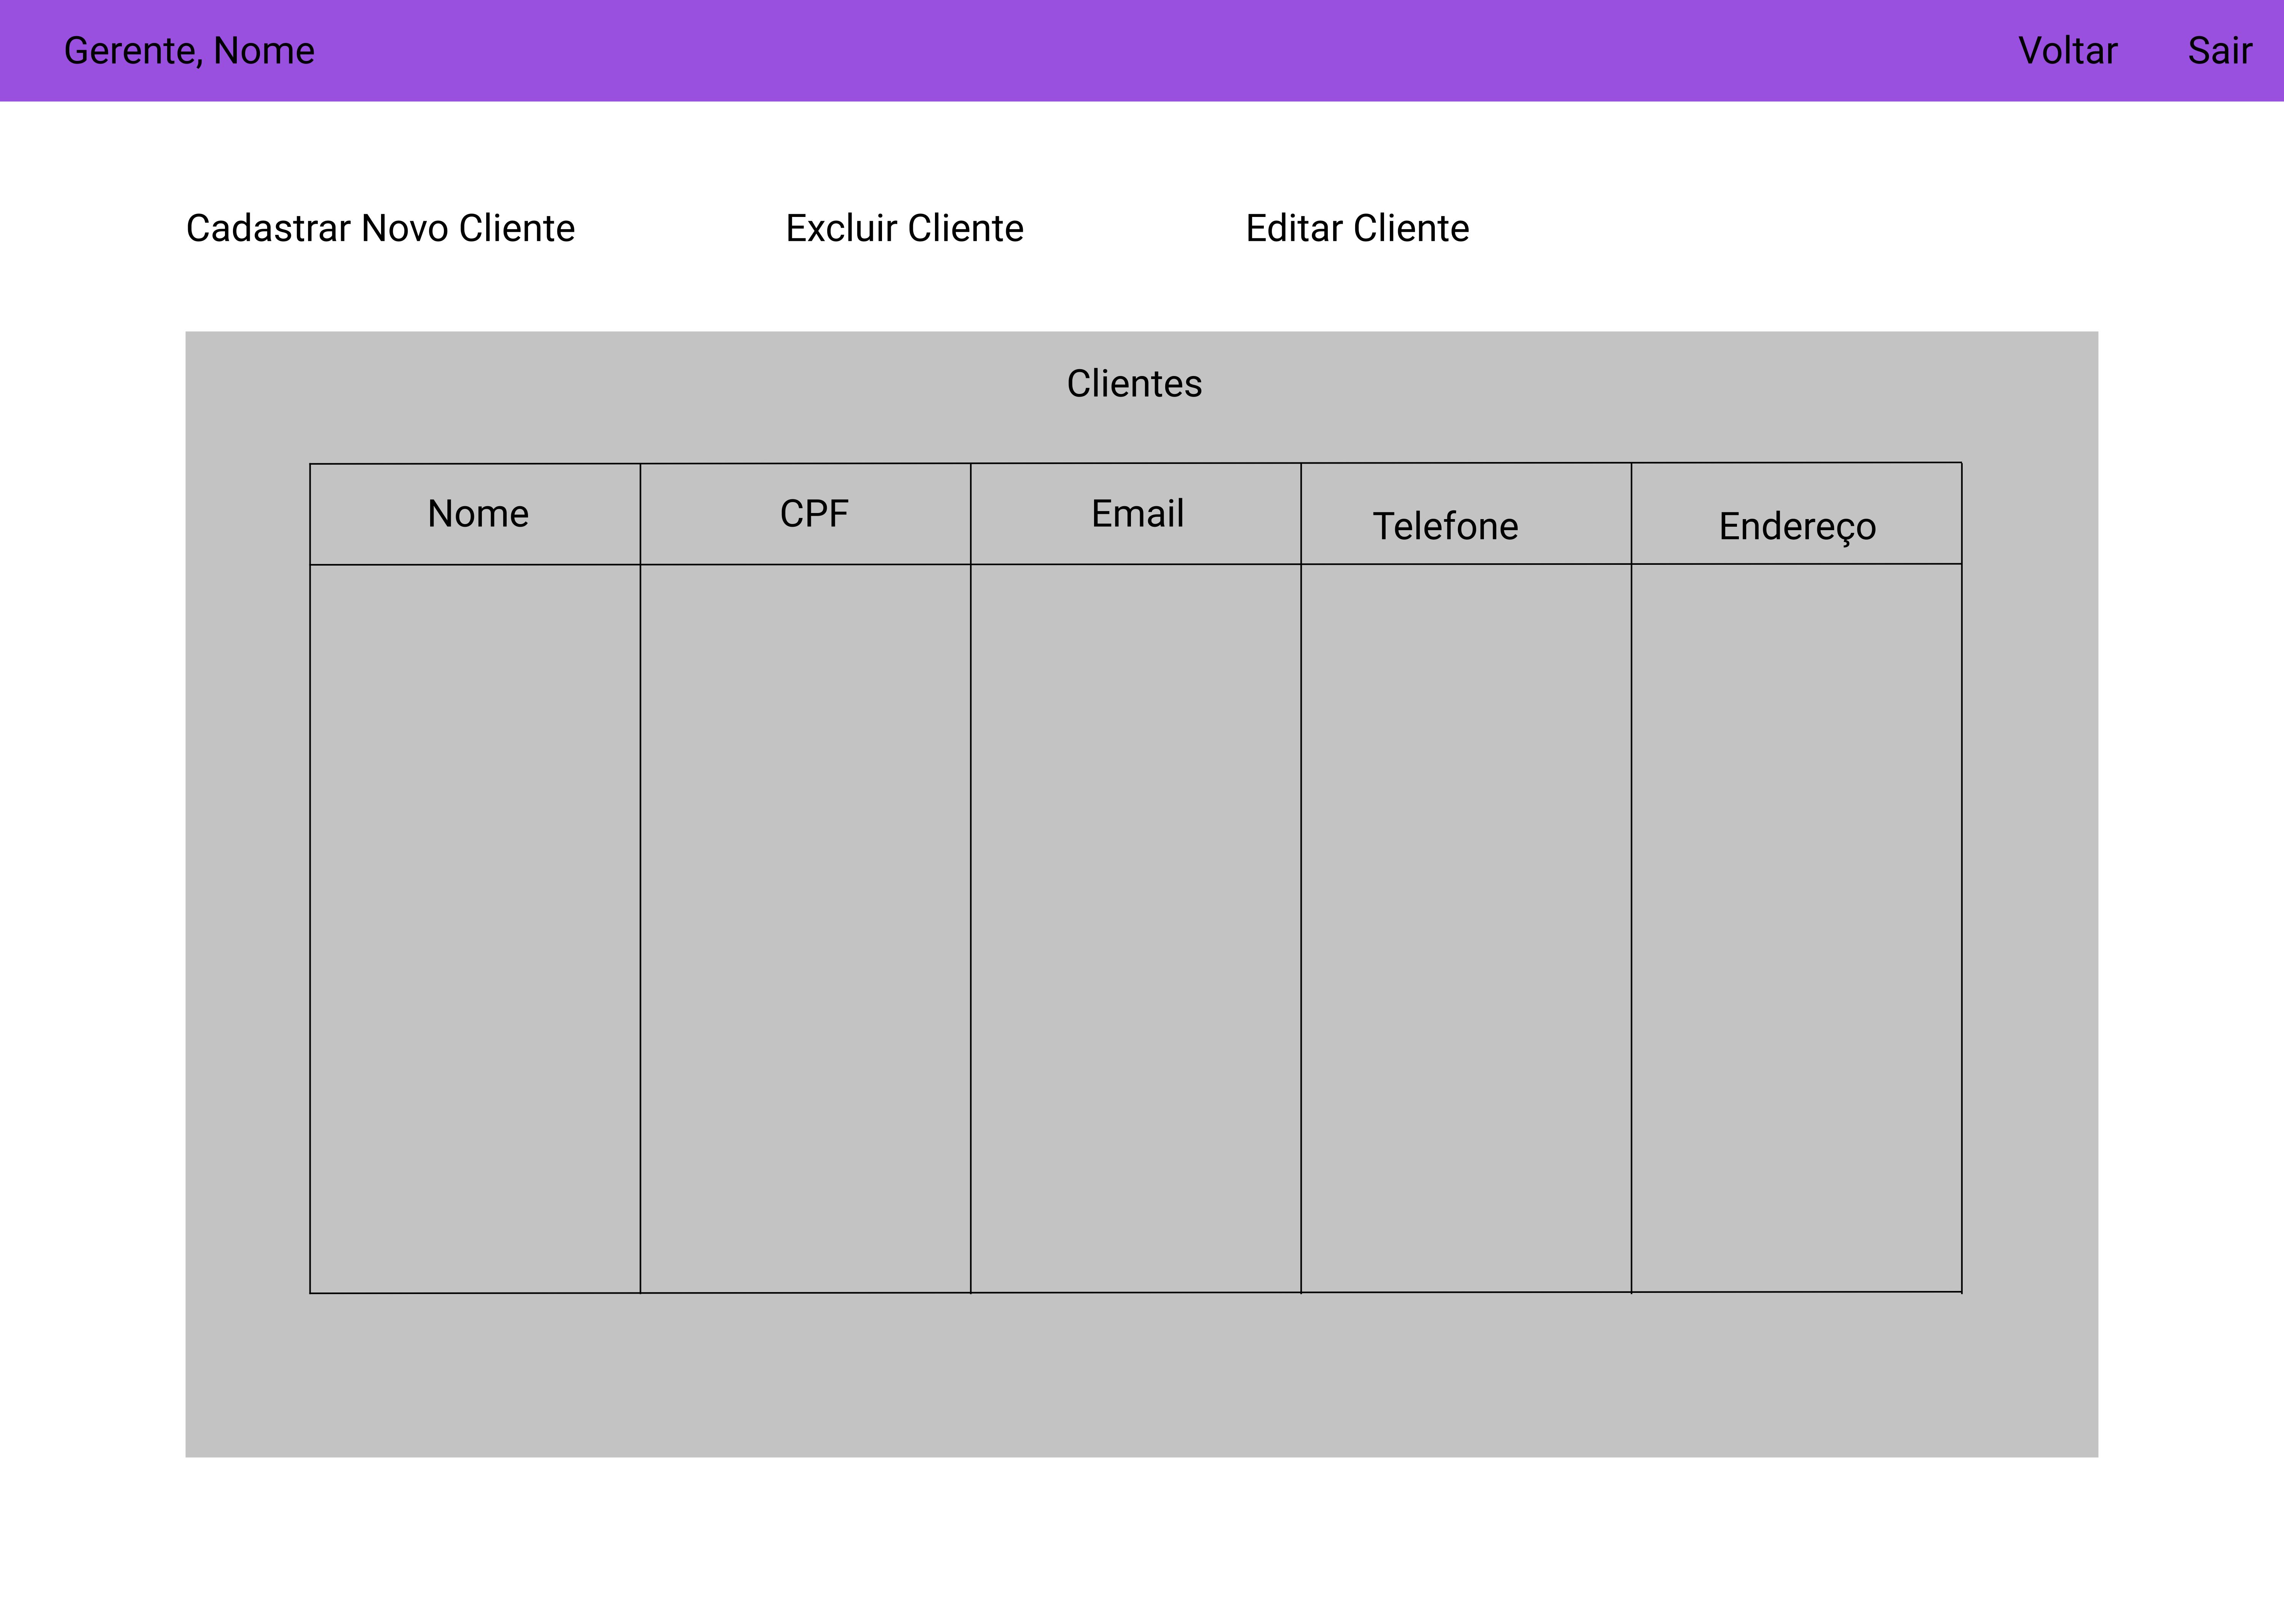 Gerente, Nome Voltar Sair
Cadastrar Novo Cliente Excluir Cliente Editar Cliente
Clientes
Nome CPF Email Telefone Endereço